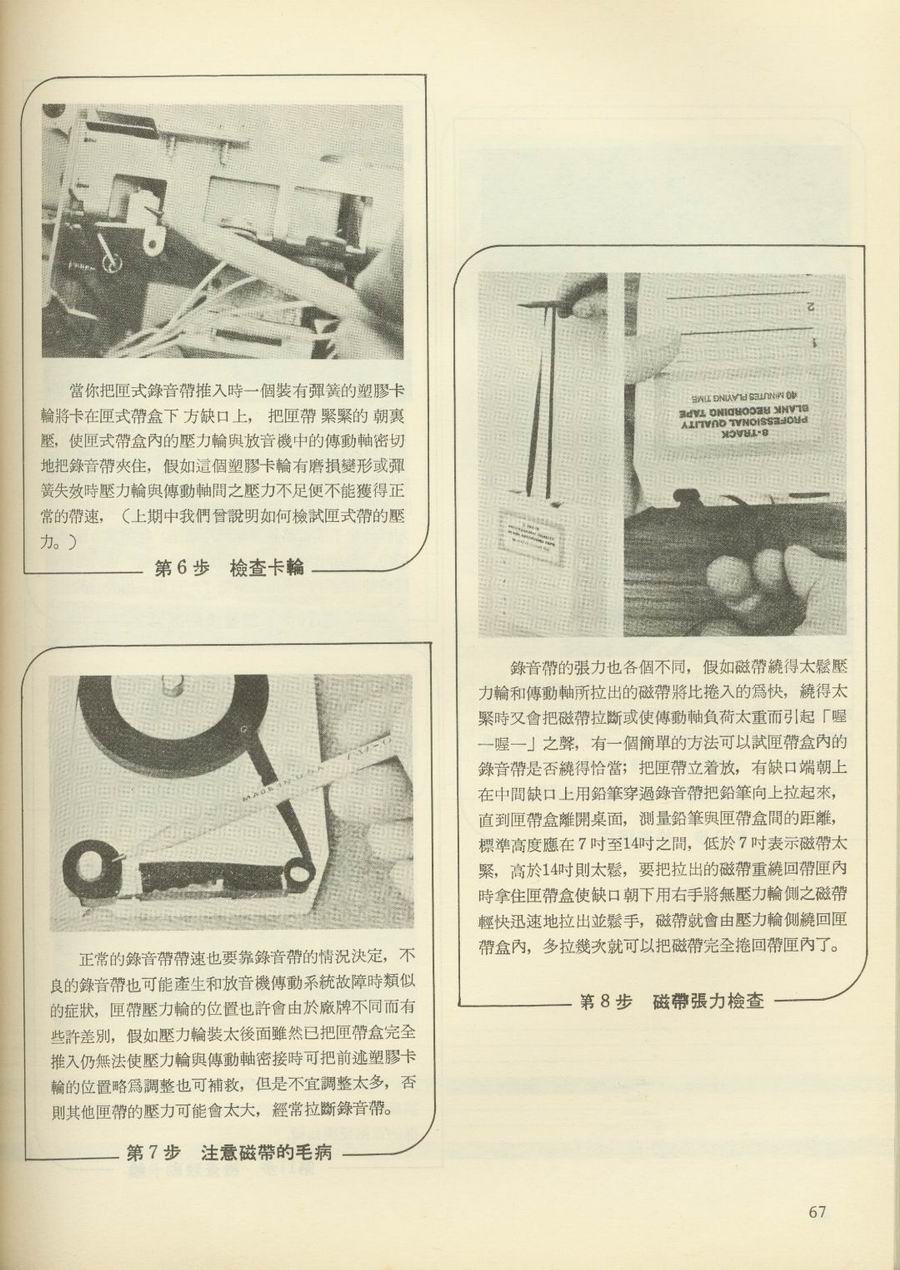 當你把匣式錄音帶推入時一個裝有彈簧的塑膠卡
輪將卡在匣式帶盒下方缺口上，把匣帶緊緊的朝裏
壓，使匣式帶盒內的壓力輪與放音機中的傳動軸密切
地把錄音帶夾住，假如這個塑膠卡輪有磨損變形或彈
簧失效時壓力輪與傳動軸間之壓力不足便不能獲得正
常的帶速，（上期中我們曾說明如何檢試匣式帶的壓
力。）
第6步　檢查卡輪
MADE IN U.S.A.
正常的錄音帶帶速也要靠錄音帶的情況決定，不
良的錄音帶也可能產生和放音機傳動系統故障時類似
的症狀，匣帶壓力輪的位置也許會由於廠牌不同而有
些許差別，假如壓力輪裝太後面雖然已把匣帶盒完全
推入仍無法使壓力輪與傳動軸密接時可把前述塑膠卡
輪的位置略爲調整也可補救，但是不宜調整太多，否
則其他匣帶的壓力可能會太大，經常拉斷錄音帶。
第7步　注意磁帶的毛病
2
1
8-TRACK
PROFESSIONAL QUALITY
BLANK RECORDING TAPE
40 MINUTES PLAYING TIME
錄音帶的張力也各個不同，假如磁帶繞得太鬆壓
力輪和傳動軸所拉出的磁帶將比捲入的爲快，繞得太
緊時又會把磁帶拉斷或使傳動軸負荷太重而引起「喔
—喔—」之聲，有一個簡單的方法可以試匣帶盒內的
錄音帶是否繞得恰當；把匣帶立着放，有缺口端朝上
在中間缺口上用鉛筆穿過錄音帶把鉛筆向上拉起來，
直到匣帶盒離開桌面，測量鉛筆與匣帶盒間的距離，
標準高度應在7吋至14吋之間，低於7吋表示磁帶太
緊，高於14吋則太鬆，要把拉出的磁帶重繞回帶匣內
時拿住匣帶盒使缺口朝下用右手將無壓力輪側之磁帶
輕快迅速地拉出並鬆手，磁帶就會由壓力輪側繞回匣
帶盒內，多拉幾次就可以把磁帶完全捲回帶匣內了。
第8步　磁帶張力檢查
67